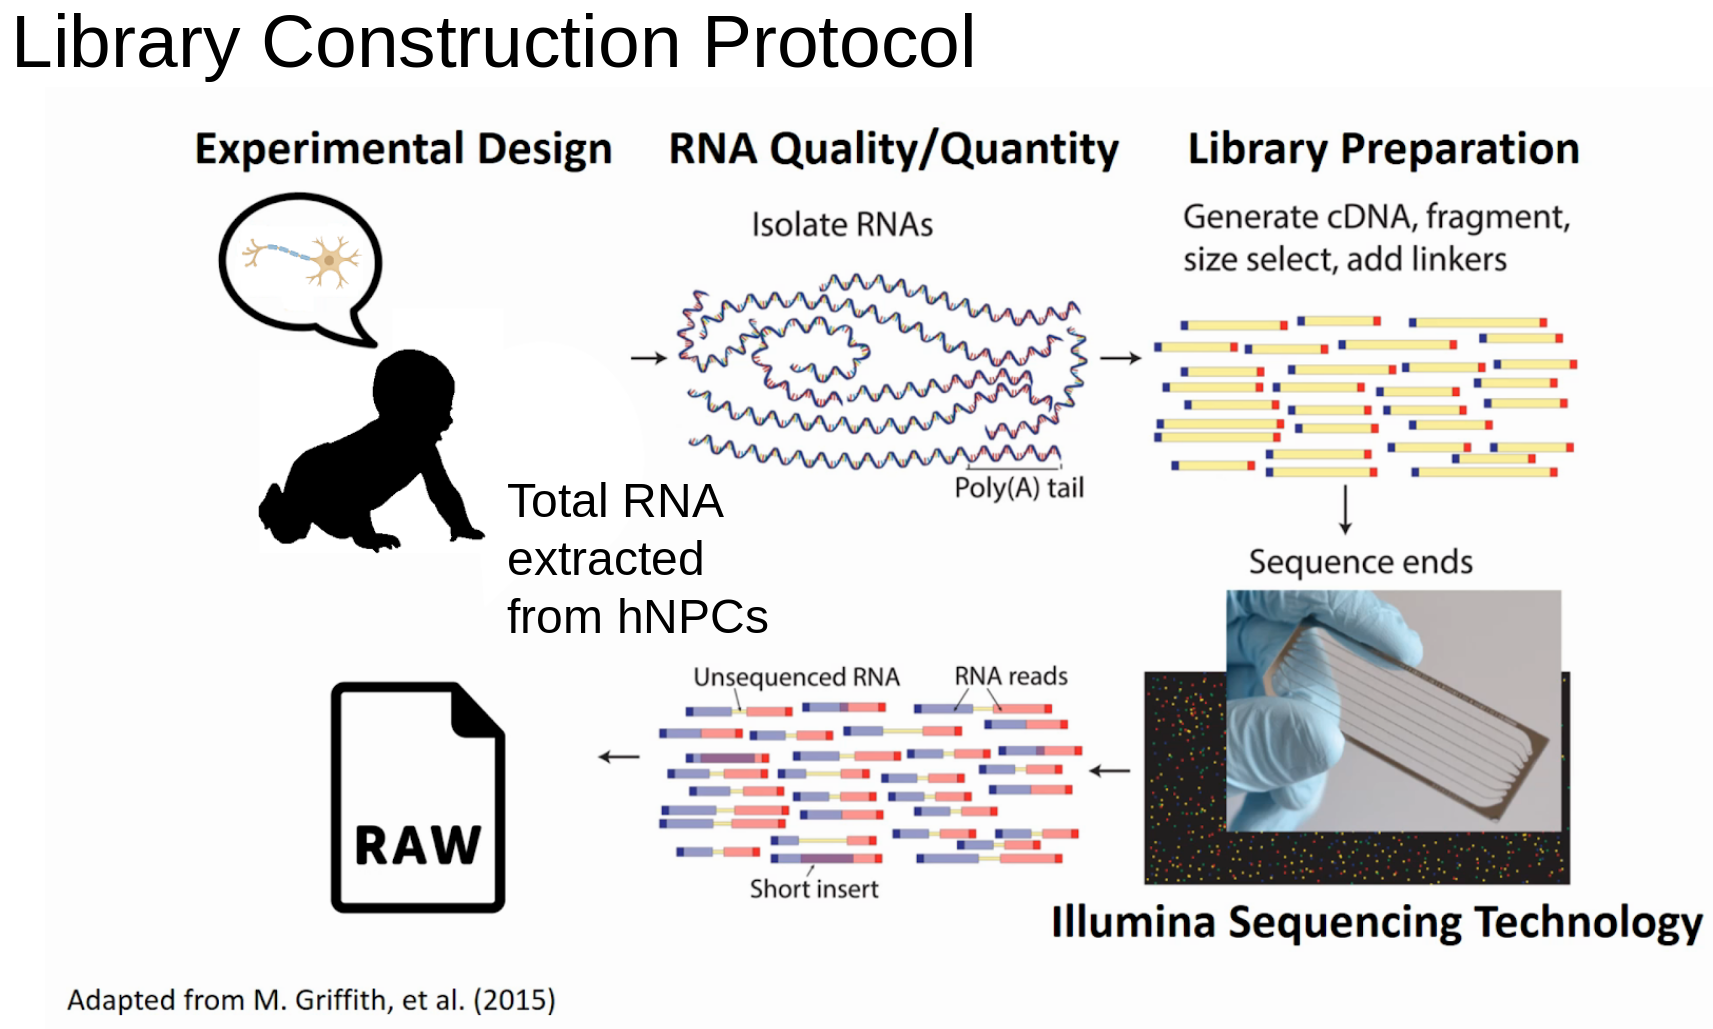 Library Construction Protocol
Experimental Design
RNA Quality/Quantity
Library Preparation
Isolate RNAs
Generate cDNA, fragment,
size select, add linkers
Poly(A) tail
Total RNA
extracted
from hNPCs
Sequence ends
Unsequenced RNA
RNA reads
RAW
Short insert
Illumina Sequencing Technology
Adapted from M. Griffith, et al. (2015)